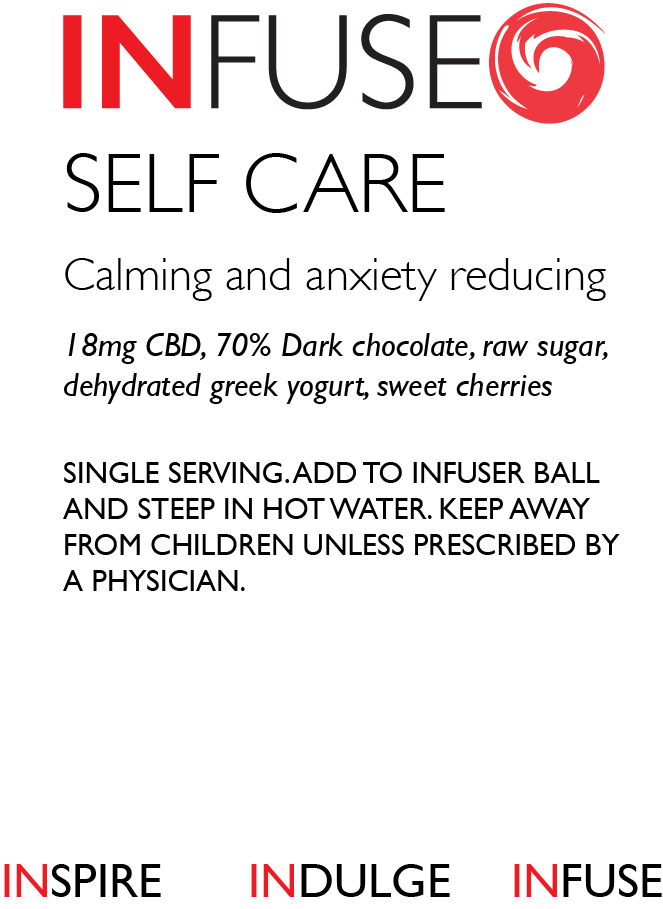 INFUSE
SELF CARE
Calming and anxiety reducing
18mg CBD, 70% Dark chocolate, raw sugar,
dehydrated greek yogurt, sweet cherries
SINGLE SERVING. ADD TO INFUSER BALL
AND STEEP IN HOT WATER. KEEP AWAY
FROM CHILDREN UNLESS PRESCRIBED BY
A PHYSICIAN.
INSPIRE INDULGE INFUSE